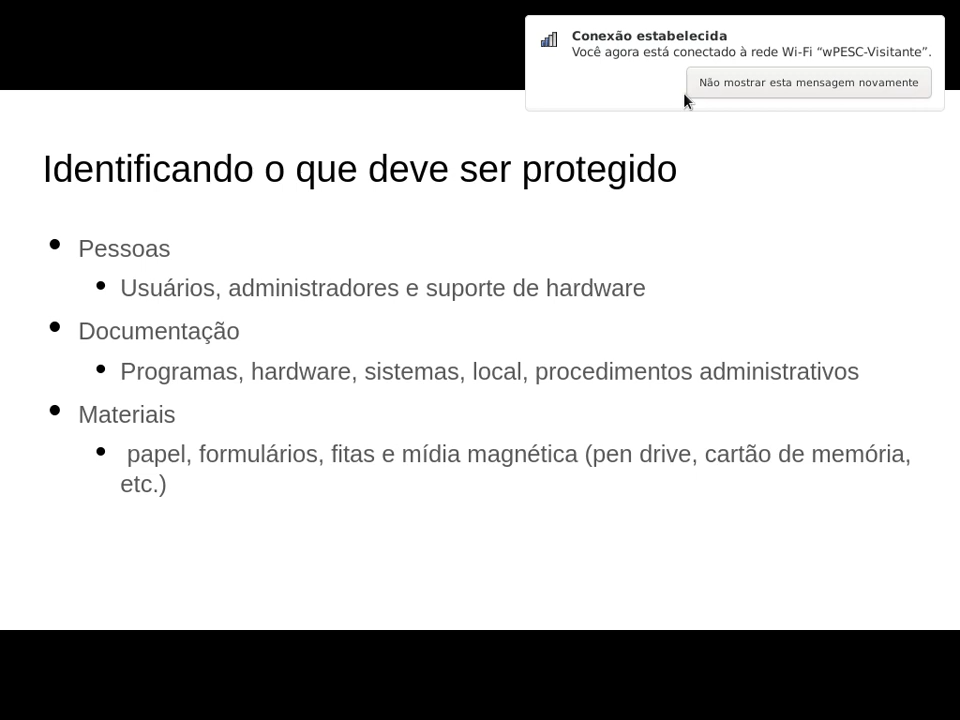 Conexão estabelecida
Você agora está conectado à rede Wi-Fi “wPESC-Visitante”.
Não mostrar esta mensagem novamente
Identificando o que deve ser protegido
• Pessoas
• Usuários, administradores e suporte de hardware
• Documentação
• Programas, hardware, sistemas, local, procedimentos administrativos
• Materiais
• papel, formulários, fitas e mídia magnética (pen drive, cartão de memória,
etc.)